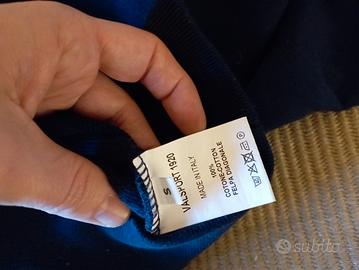 VALSPORT 1920
MADE IN ITALY
S
100%
COTONE-COTTON
FELPA DIAGONALE
subito